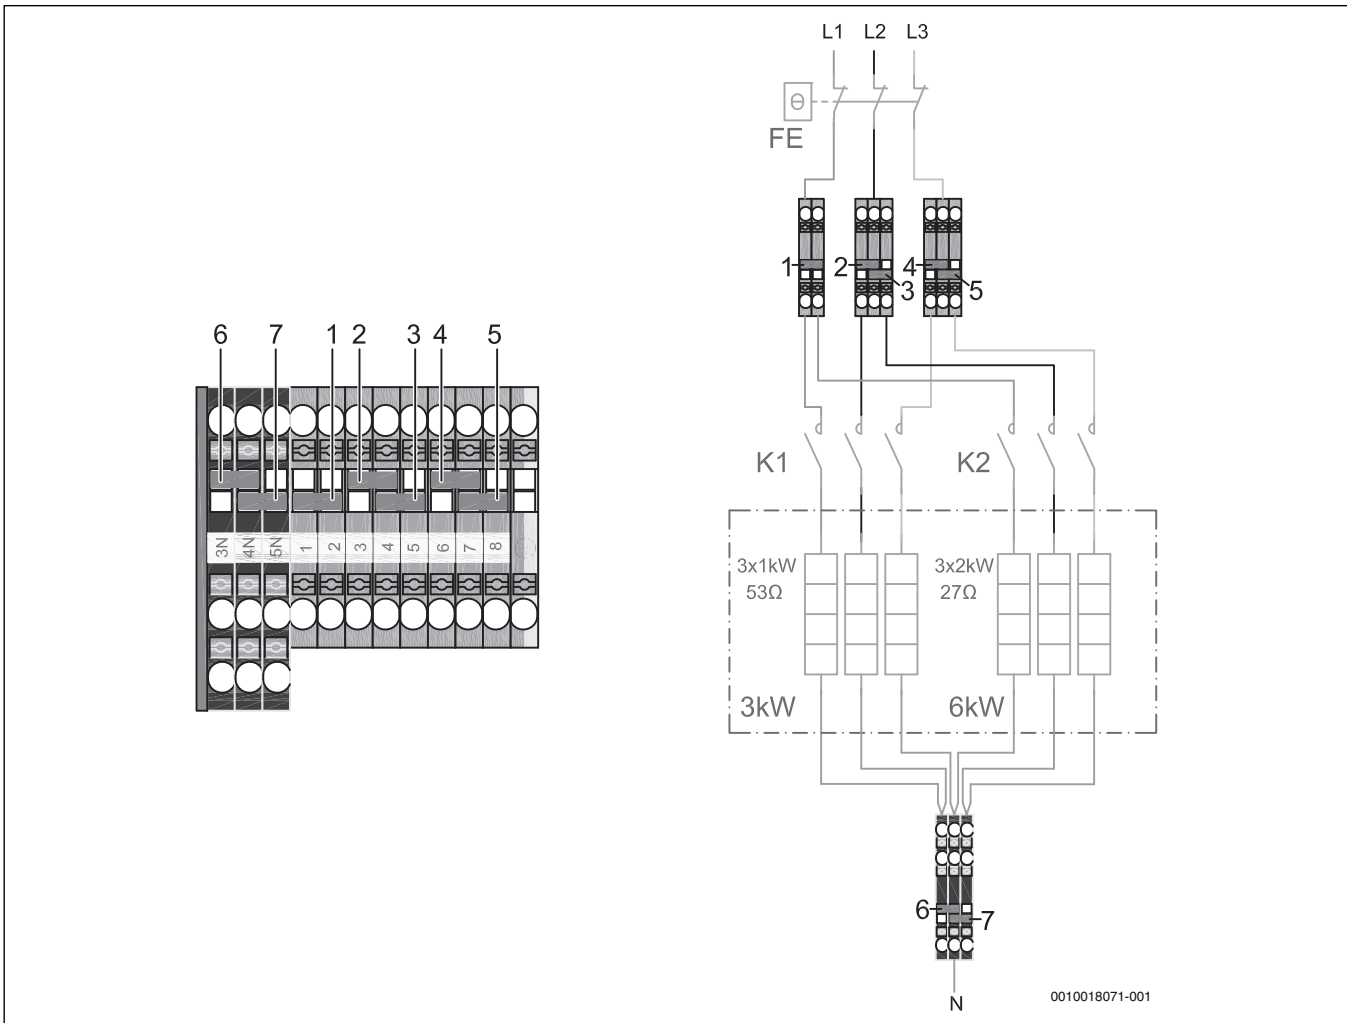 L1 L2 L3
FE
1 2 3 4 5
6 7 1 2 3 4 5
3N 4N 5N 1 2 3 4 5 6 7 8
K1 K2
3x1kW 3x2kW
53Ω 27Ω
3kW 6kW
6 7
N
0010018071-001